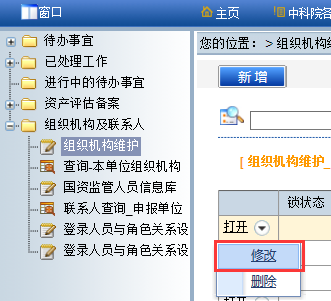 窗口
主页
中科院各
待办事宜
已处理工作
进行中的待办事宜
资产评估备案
组织机构及联系人
组织机构维护
查询-本单位组织机构
国资监管人员信息库
联系人查询_申报单位
登录人员与角色关系设
登录人员与角色关系设
您的位置: > 组织机构维
新 增
[ 组织机构维护_
锁状态
打开
修改
删除
打开